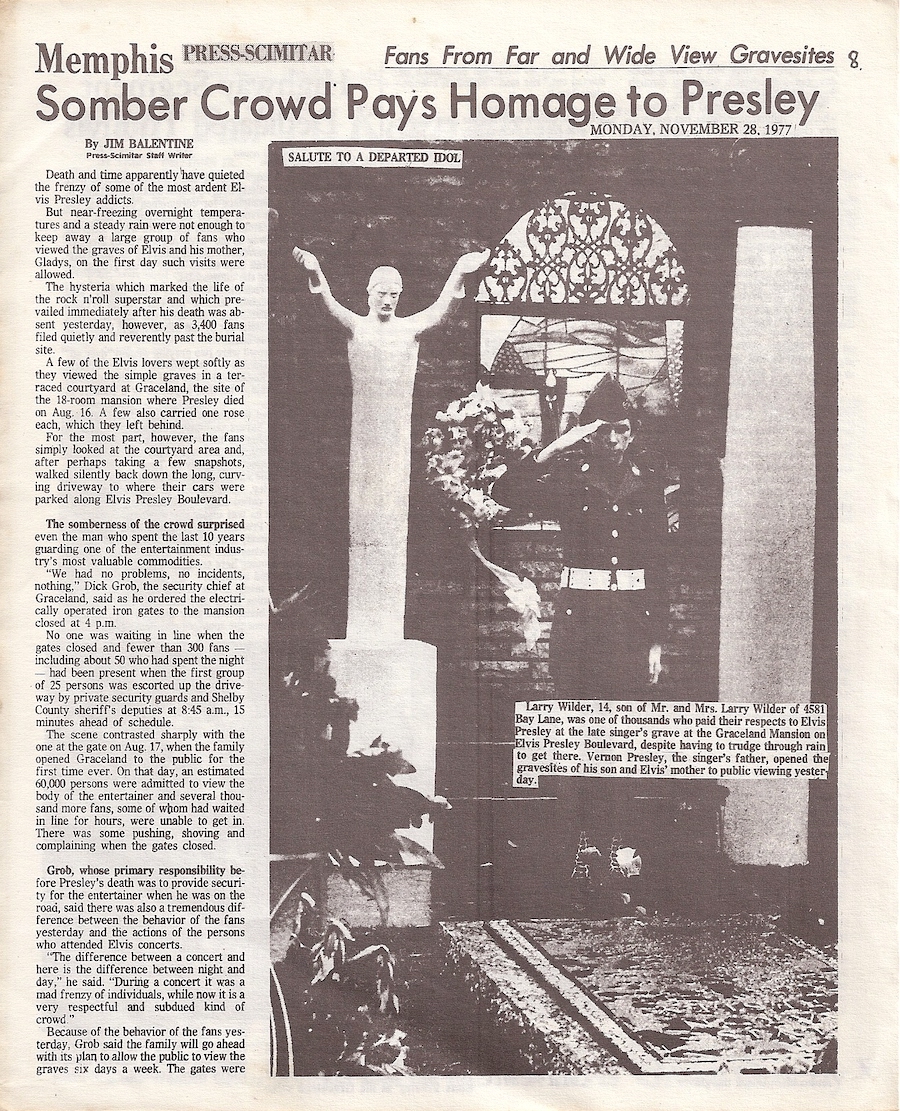 Memphis PRESS-SCIMITAR
Fans From Far and Wide View Gravesites 8.
Somber Crowd Pays Homage to Presley
MONDAY, NOVEMBER 28, 1977
By JIM BALENTINE
Press-Scimitar Staff Writer
Death and time apparently have quieted
the frenzy of some of the most ardent El-
vis Presley addicts.
But near-freezing overnight tempera-
tures and a steady rain were not enough to
keep away a large group of fans who
viewed the graves of Elvis and his mother,
Gladys, on the first day such visits were
allowed.
The hysteria which marked the life of
the rock n'roll superstar and which pre-
vailed immediately after his death was ab-
sent yesterday, however, as 3,400 fans
filed quietly and reverently past the burial
site.
A few of the Elvis lovers wept softly as
they viewed the simple graves in a ter-
raced courtyard at Graceland, the site of
the 18-room mansion where Presley died
on Aug. 16. A few also carried one rose
each, which they left behind.
For the most part, however, the fans
simply looked at the courtyard area and,
after perhaps taking a few snapshots,
walked silently back down the long, curv-
ing driveway to where their cars were
parked along Elvis Presley Boulevard.
The somberness of the crowd surprised
even the man who spent the last 10 years
guarding one of the entertainment indus-
try's most valuable commodities.
"We had no problems, no incidents,
nothing," Dick Grob, the security chief at
Graceland, said as he ordered the electri-
cally operated iron gates to the mansion
closed at 4 p.m.
No one was waiting in line when the
gates closed and fewer than 300 fans —
including about 50 who had spent the night
— had been present when the first group
of 25 persons was escorted up the drive-
way by private security guards and Shelby
County sheriff's deputies at 8:45 a.m., 15
minutes ahead of schedule.
The scene contrasted sharply with the
one at the gate on Aug. 17, when the family
opened Graceland to the public for the
first time ever. On that day, an estimated
60,000 persons were admitted to view the
body of the entertainer and several thou-
sand more fans, some of whom had waited
in line for hours, were unable to get in.
There was some pushing, shoving and
complaining when the gates closed.
Grob, whose primary responsibility be-
fore Presley's death was to provide securi-
ty for the entertainer when he was on the
road, said there was also a tremendous dif-
ference between the behavior of the fans
yesterday and the actions of the persons
who attended Elvis concerts.
"The difference between a concert and
here is the difference between night and
day," he said. "During a concert it was a
mad frenzy of individuals, while now it is a
very respectful and subdued kind of
crowd."
Because of the behavior of the fans yes-
terday, Grob said the family will go ahead
with its plan to allow the public to view the
graves six days a week. The gates were
SALUTE TO A DEPARTED IDOL
Larry Wilder, 14, son of Mr. and Mrs. Larry Wilder of 4581
Bay Lane, was one of thousands who paid their respects to Elvis
Presley at the late singer's grave at the Graceland Mansion on
Elvis Presley Boulevard, despite having to trudge through rain
to get there. Vernon Presley, the singer's father, opened the
gravesites of his son and Elvis' mother to public viewing yester-
day.